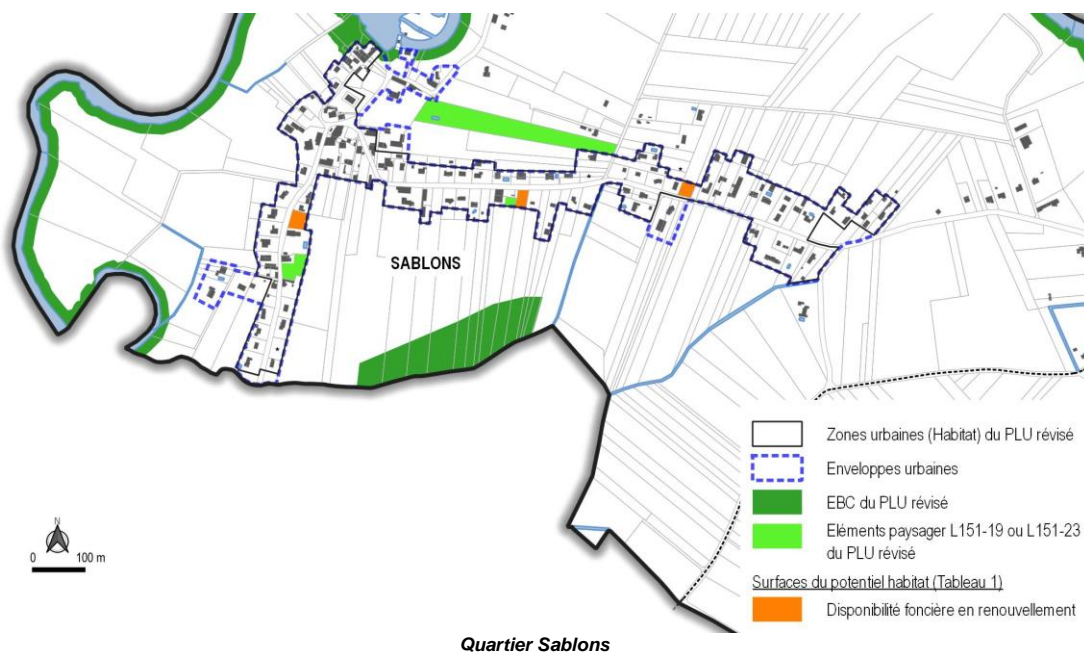 SABLONS
Zones urbaines (Habitat) du PLU révisé
Enveloppes urbaines
EBC du PLU révisé
Eléments paysager L151-19 ou L151-23
du PLU révisé
Surfaces du potentiel habitat (Tableau 1)
Disponibilité foncière en renouvellement
N
0 100 m
Quartier Sablons